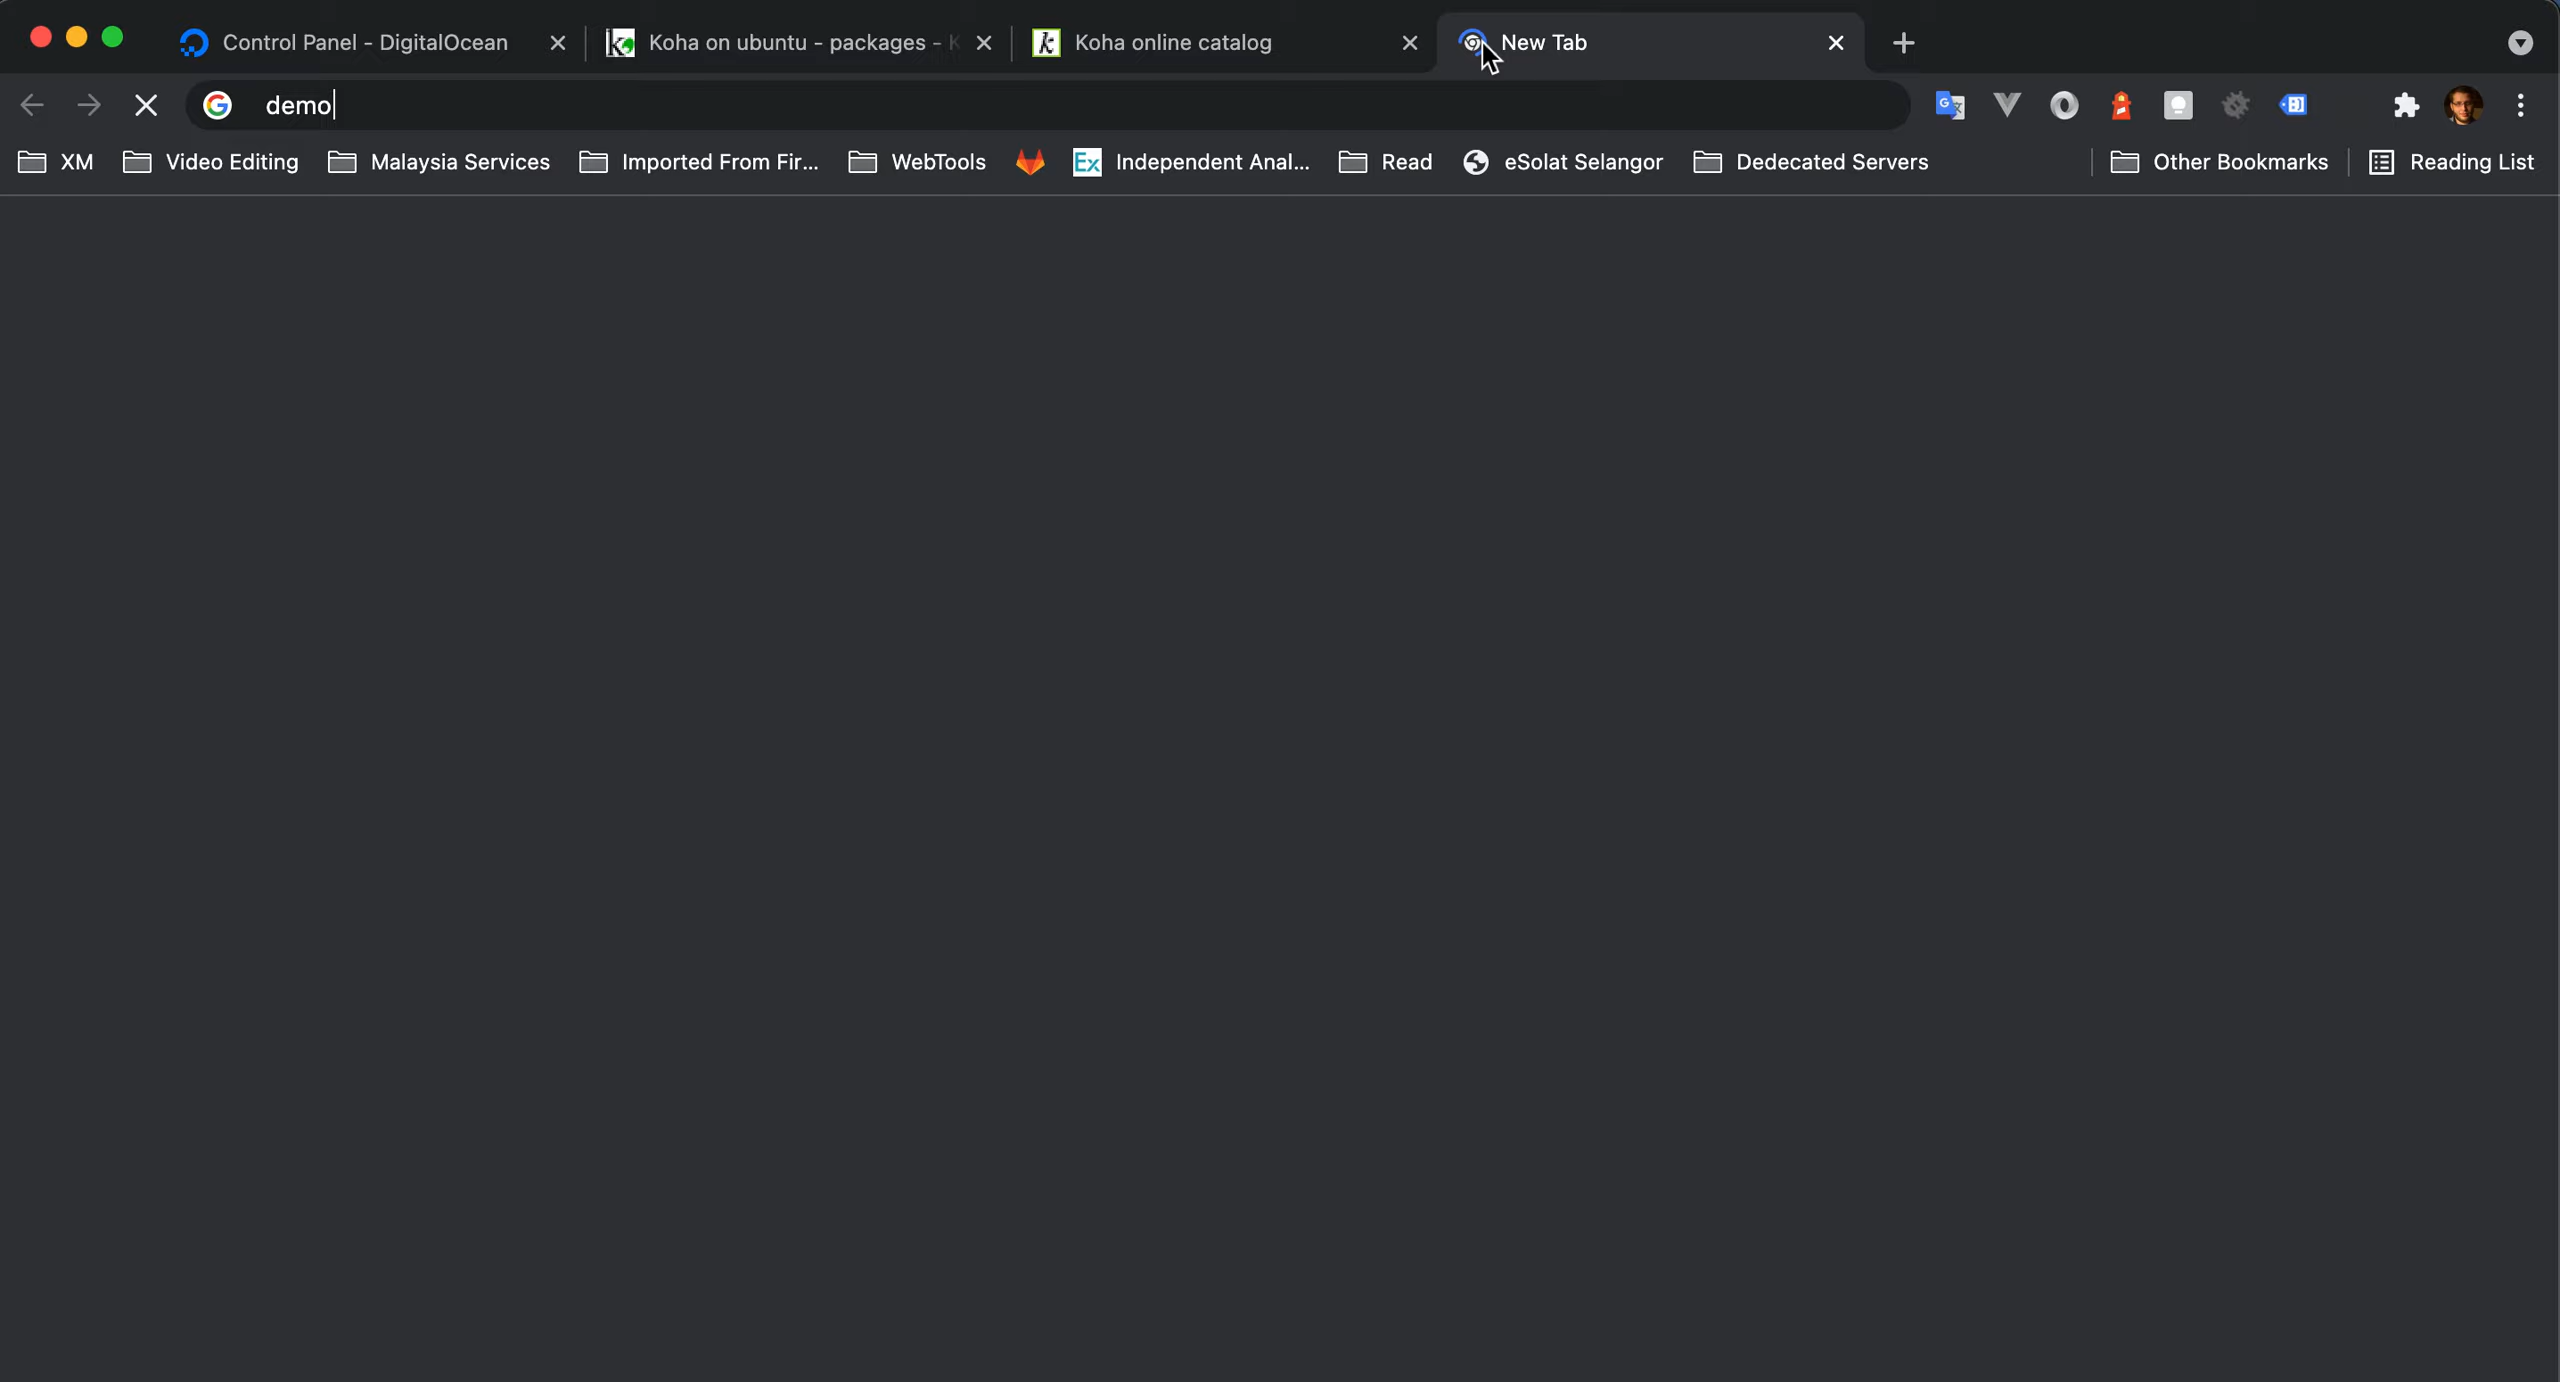 Control Panel - DigitalOcean Koha on ubuntu - packages - K Koha online catalog New Tab
demo
XM Video Editing Malaysia Services Imported From Fir... WebTools Ex Independent Anal... Read eSolat Selangor Dedecated Servers Other Bookmarks Reading List